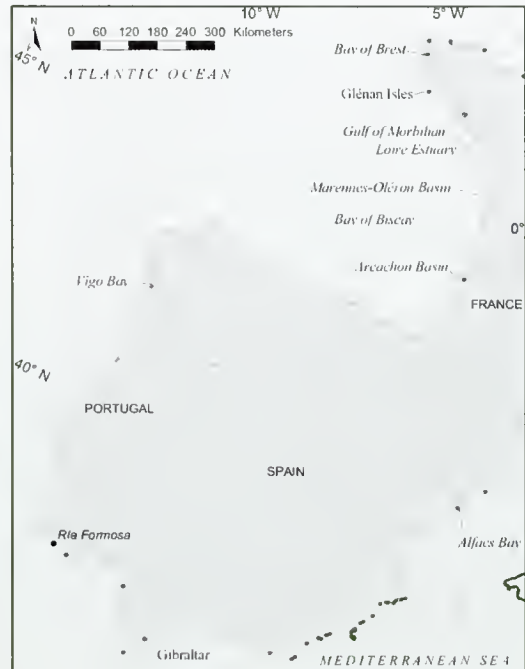 10°W
5°W
N
0 60 120 180 240 300 Kilometers
45° N
ATLANTIC OCEAN
Bay of Brest
Glénan Isles
Gulf of Morbihan
Loire Estuary
Marennes-Oléron Basin
Bay of Biscay
0°
Arcachon Basin
Vigo Bay
FRANCE
40° N
PORTUGAL
SPAIN
Ria Formosa
Alfacs Bay
Gibraltar
MEDITERRANEAN SEA